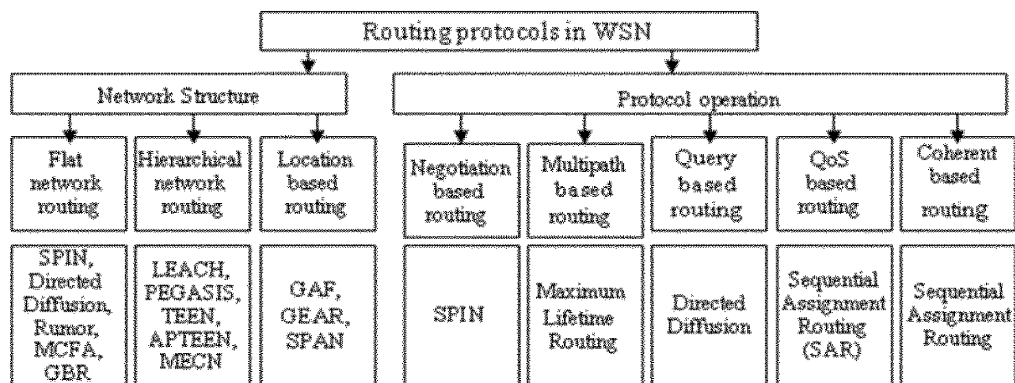 Routing protocols in WSN
Network Structure
Protocol operation
Flat
network
routing
Hierarchical
network
routing
Location
based
routing
Negotiation
based
routing
Multipath
based
routing
Query
based
routing
QoS
based
routing
Coherent
based
routing
SPIN,
Directed
Diffusion,
Rumor,
MCFA,
GBR
LEACH,
PEGASIS,
TEEN,
APTEEN,
MECN
GAF,
GEAR,
SPAN
SPIN
Maximum
Lifetime
Routing
Directed
Diffusion
Sequential
Assignment
Routing
(SAR)
Sequential
Assignment
Routing